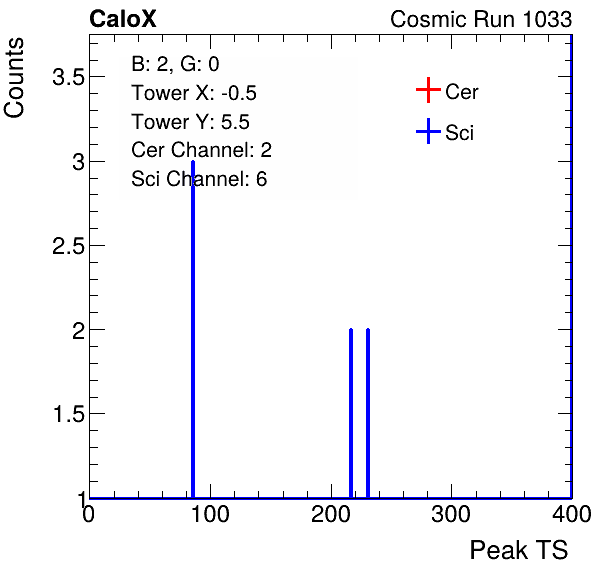 CaloX Cosmic Run 1033
Counts
B: 2, G: 0
Tower X: -0.5
Tower Y: 5.5
Cer Channel: 2
Sci Channel: 6
Cer
Sci
3.5
3
2.5
2
1.5
1
0 100 200 300 400
Peak TS